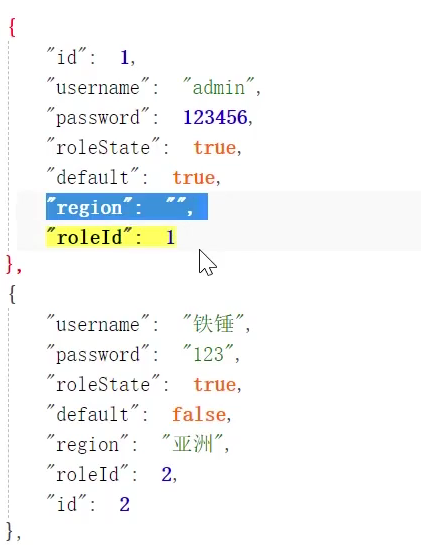 {
"id": 1,
"username": "admin",
"password": 123456,
"roleState": true,
"default": true,
"region": "",
"roleId": 1
},
{
"username": "铁锤",
"password": "123",
"roleState": true,
"default": false,
"region": "亚洲",
"roleId": 2,
"id": 2
},